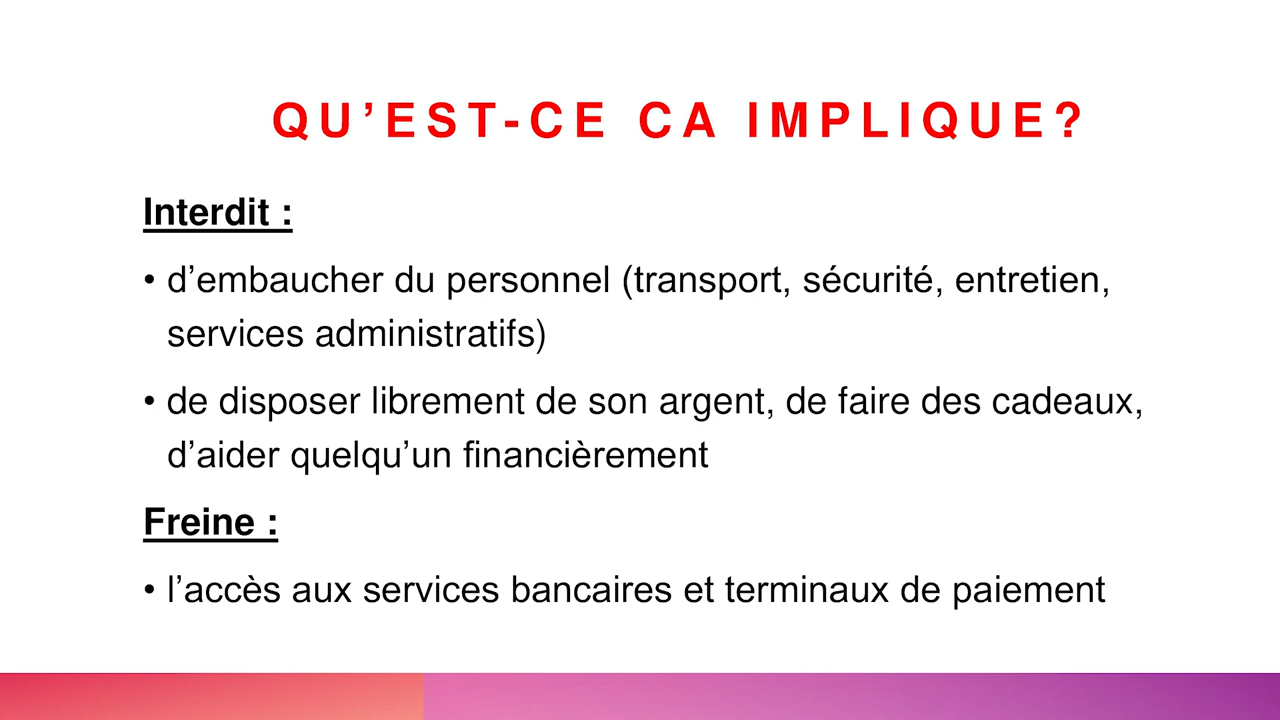 QU’EST-CE CA IMPLIQUE?
Interdit :
• d’embaucher du personnel (transport, sécurité, entretien,
services administratifs)
• de disposer librement de son argent, de faire des cadeaux,
d’aider quelqu’un financièrement
Freine :
• l’accès aux services bancaires et terminaux de paiement